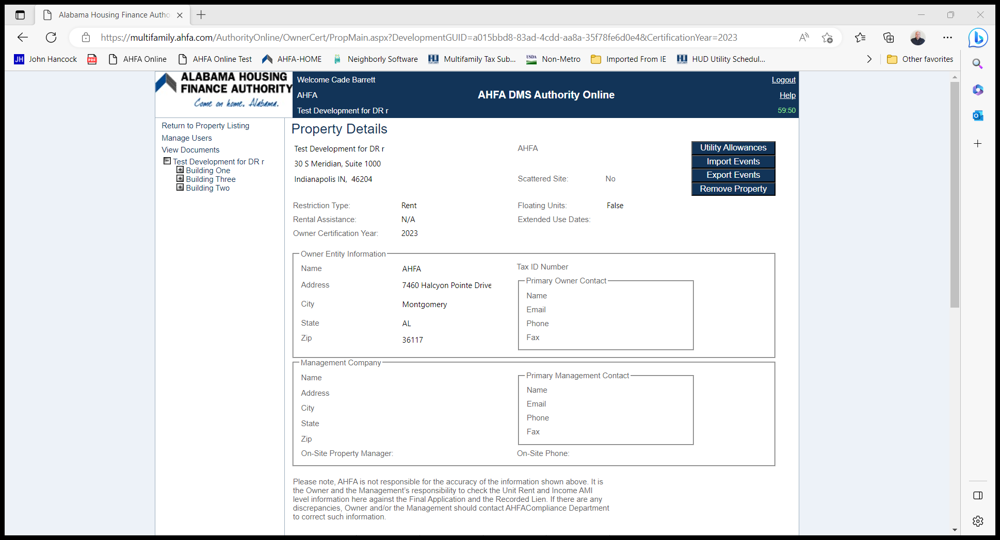 Alabama Housing Finance Autho
https://multifamily.ahfa.com/AuthorityOnline/OwnerCert/PropMain.aspx?DevelopmentGUID=a015bbd8-83ad-4cdd-aa8a-35f78fe6d0e4&CertificationYear=2023
JH John Hancock PDF AHFA Online AHFA Online Test AHFA-HOME Neighborly Software Multifamily Tax Sub... USDA Non-Metro Imported From IE HUD Utility Schedul... Other favorites
ALABAMA HOUSING
FINANCE AUTHORITY
Come on home, Alabama.
Welcome Cade Barrett
Logout
AHFA
AHFA DMS Authority Online
Help
Test Development for DR r
59:50
Return to Property Listing
Manage Users
View Documents
Test Development for DR r
Building One
Building Three
Building Two
Property Details
Test Development for DR r
AHFA
30 S Meridian, Suite 1000
Indianapolis IN, 46204
Scattered Site: No
Utility Allowances
Import Events
Export Events
Remove Property
Restriction Type: Rent
Floating Units: False
Rental Assistance: N/A
Extended Use Dates:
Owner Certification Year: 2023
Owner Entity Information
Name AHFA
Address 7460 Halcyon Pointe Drive
City Montgomery
State AL
Zip 36117
Tax ID Number
Primary Owner Contact
Name
Email
Phone
Fax
Management Company
Name
Address
City
State
Zip
On-Site Property Manager:
Primary Management Contact
Name
Email
Phone
Fax
On-Site Phone:
Please note, AHFA is not responsible for the accuracy of the information shown above. It is
the Owner and the Management's responsibility to check the Unit Rent and Income AMI
level information here against the Final Application and the Recorded Lien. If there are any
discrepancies, Owner and/or the Management should contact AHFACompliance Department
to correct such information.